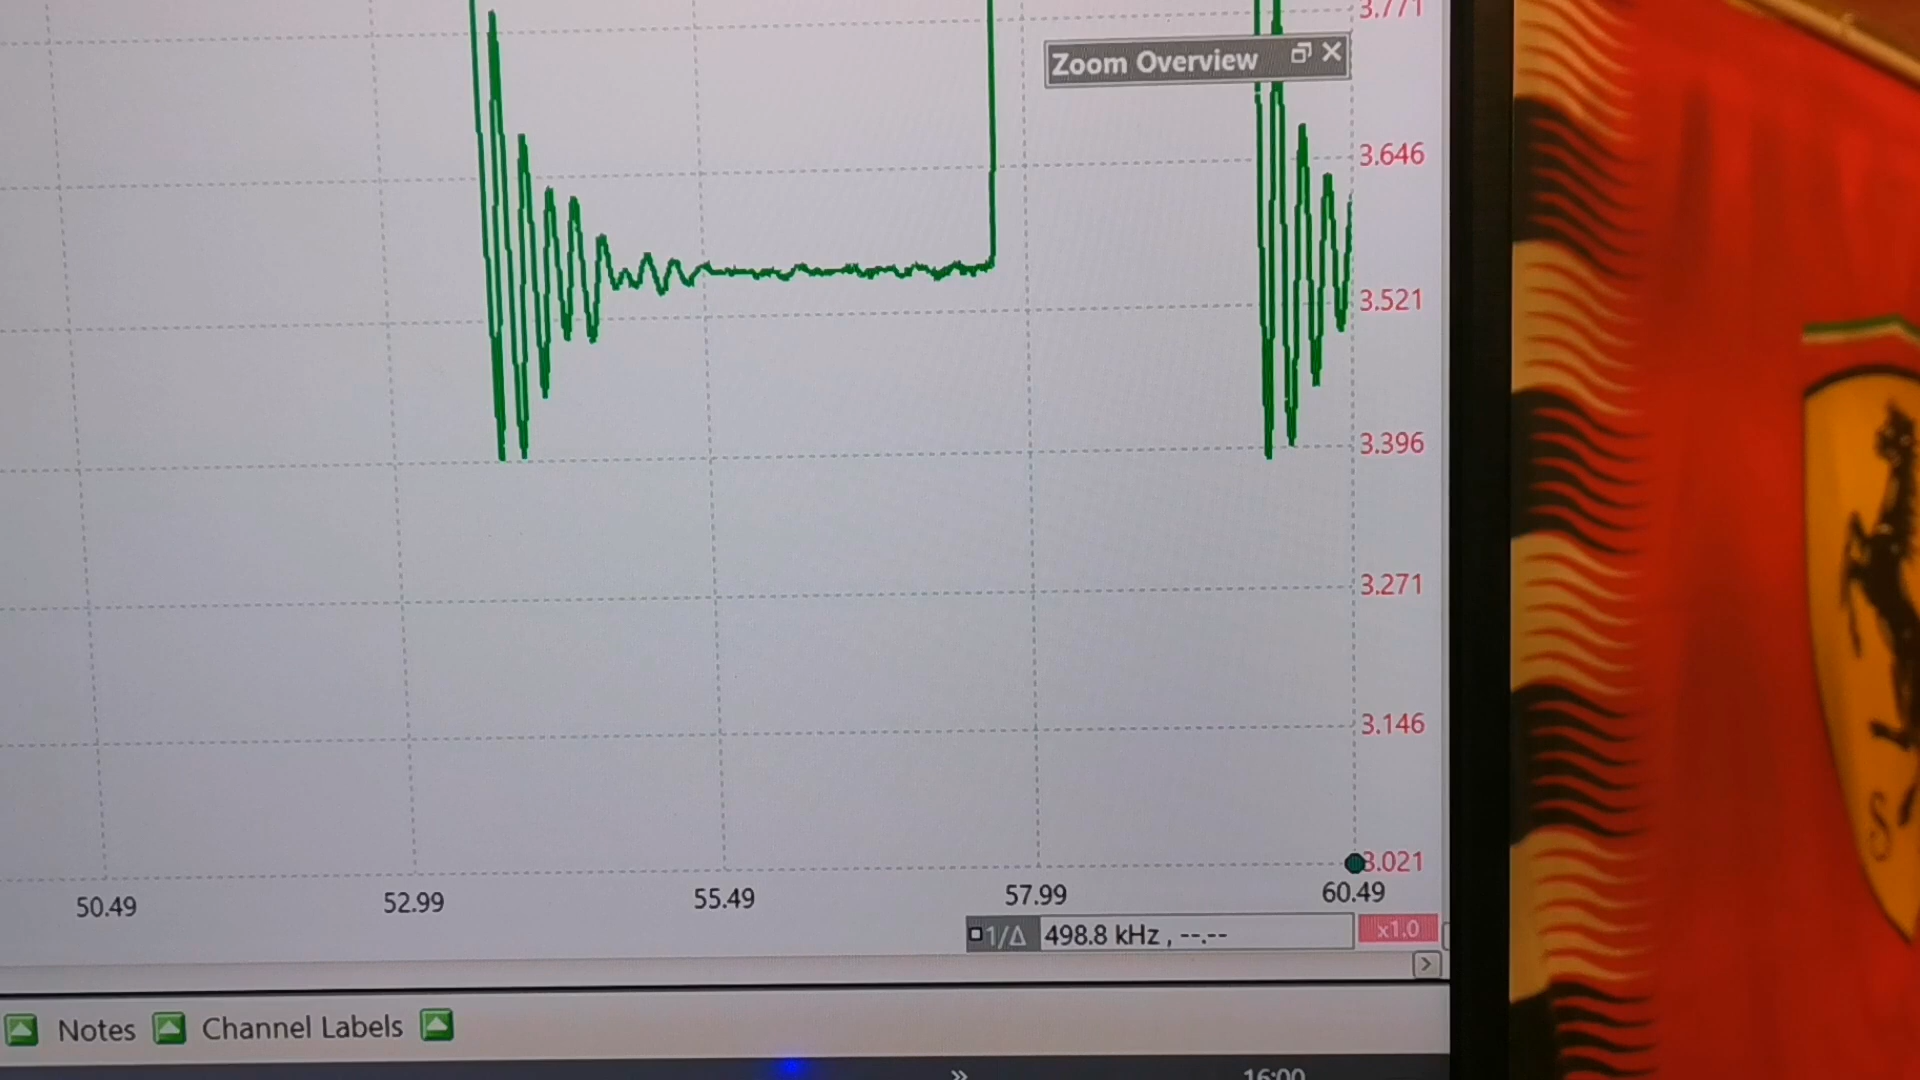 3.771
Zoom Overview
3.646
3.521
3.396
3.271
3.146
3.021
50.49 52.99 55.49 57.99 60.49
1/Δ 498.8 kHz , --.-- x1.0
>
Notes Channel Labels
» 16:00
S